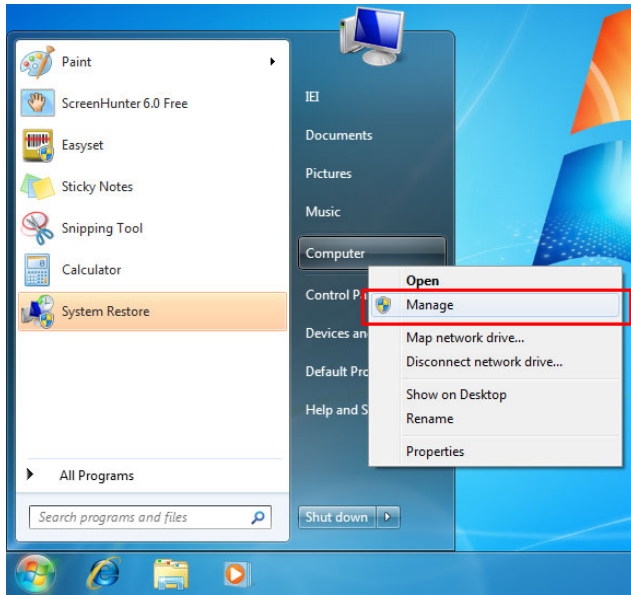 Paint
ScreenHunter 6.0 Free
Easyset
Sticky Notes
Snipping Tool
Calculator
System Restore
All Programs
Search programs and files
IEI
Documents
Pictures
Music
Computer
Control P
Devices an
Default Pro
Help and S
Shut down
Open
Manage
Map network drive...
Disconnect network drive...
Show on Desktop
Rename
Properties